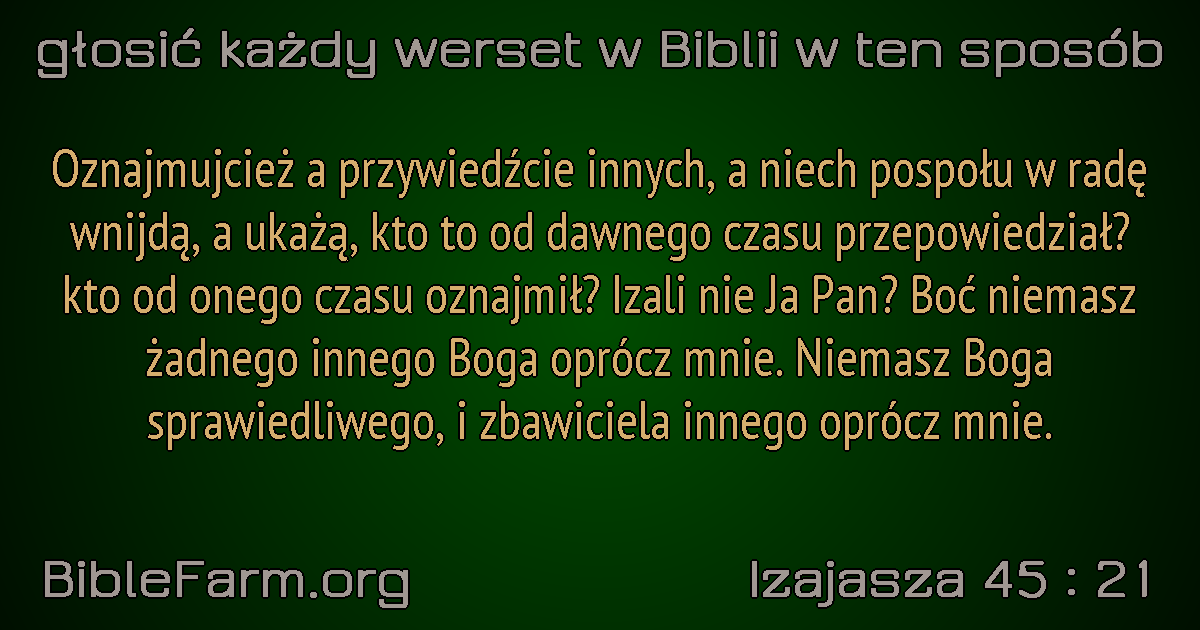 głosić każdy werset w Biblii w ten sposób
Oznajmujcież a przywiedźcie innych, a niech pospołu w radę
wnijdą, a ukażą, kto to od dawnego czasu przepowiedział?
kto od onego czasu oznajmił? Izali nie Ja Pan? Boć niemasz
żadnego innego Boga oprócz mnie. Niemasz Boga
sprawiedliwego, i zbawiciela innego oprócz mnie.
BibleFarm.org
Izajasza 45 : 21